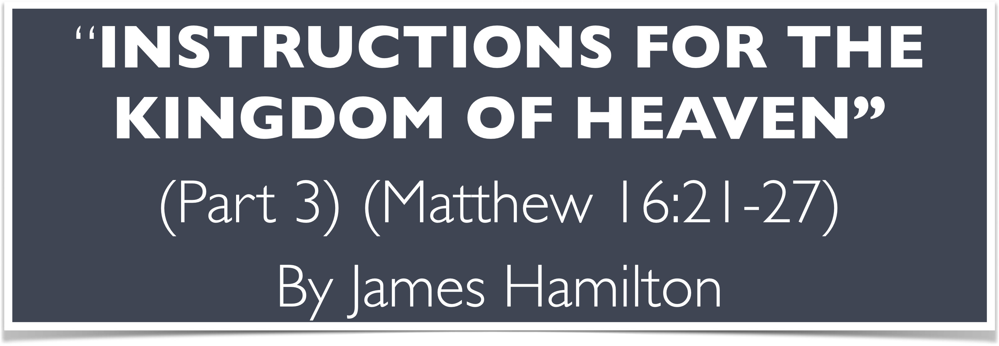 “INSTRUCTIONS FOR THE
KINGDOM OF HEAVEN”
(Part 3) (Matthew 16:21-27)
By James Hamilton